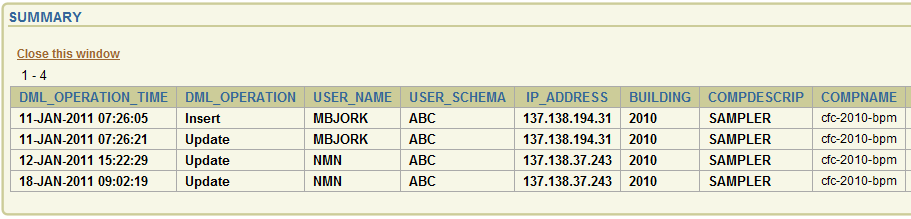 SUMMARY
Close this window
1 - 4
DML_OPERATION_TIME DML_OPERATION USER_NAME USER_SCHEMA IP_ADDRESS BUILDING COMPDESCRIP COMPNAME
11-JAN-2011 07:26:05 Insert MBJORK ABC 137.138.194.31 2010 SAMPLER cfc-2010-bpm
11-JAN-2011 07:26:21 Update MBJORK ABC 137.138.194.31 2010 SAMPLER cfc-2010-bpm
12-JAN-2011 15:22:29 Update NMN ABC 137.138.37.243 2010 SAMPLER cfc-2010-bpm
18-JAN-2011 09:02:19 Update NMN ABC 137.138.37.243 2010 SAMPLER cfc-2010-bpm